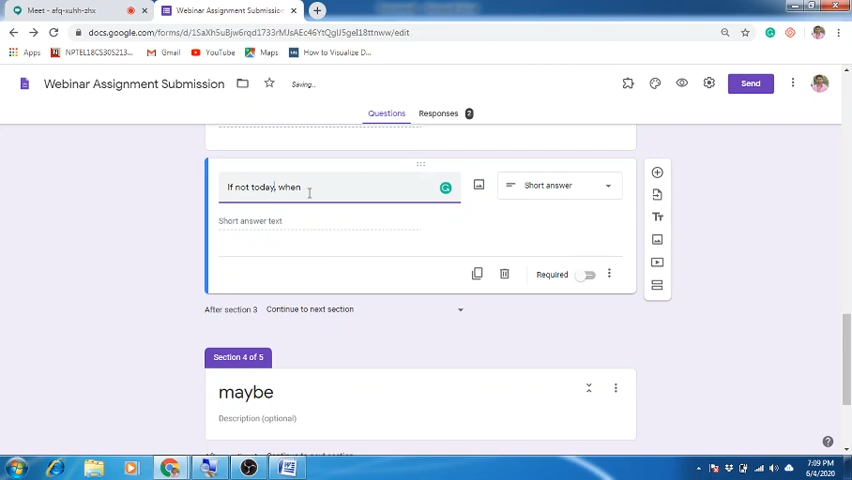 Meet - afq-xuhh-zhx
Webinar Assignment Submission
docs.google.com/forms/d/1SaXh5uBjw6rqd1733rMJsAEc46YtQglJ5geI18ttnww/edit
Apps
NPTEL18CS30S213...
Gmail
YouTube
Maps
How to Visualize D...
Webinar Assignment Submission
Saving...
Send
Questions
Responses 2
If not today, when
Short answer
Short answer text
Required
After section 3 Continue to next section
Section 4 of 5
maybe
Description (optional)
7:09 PM
6/4/2020